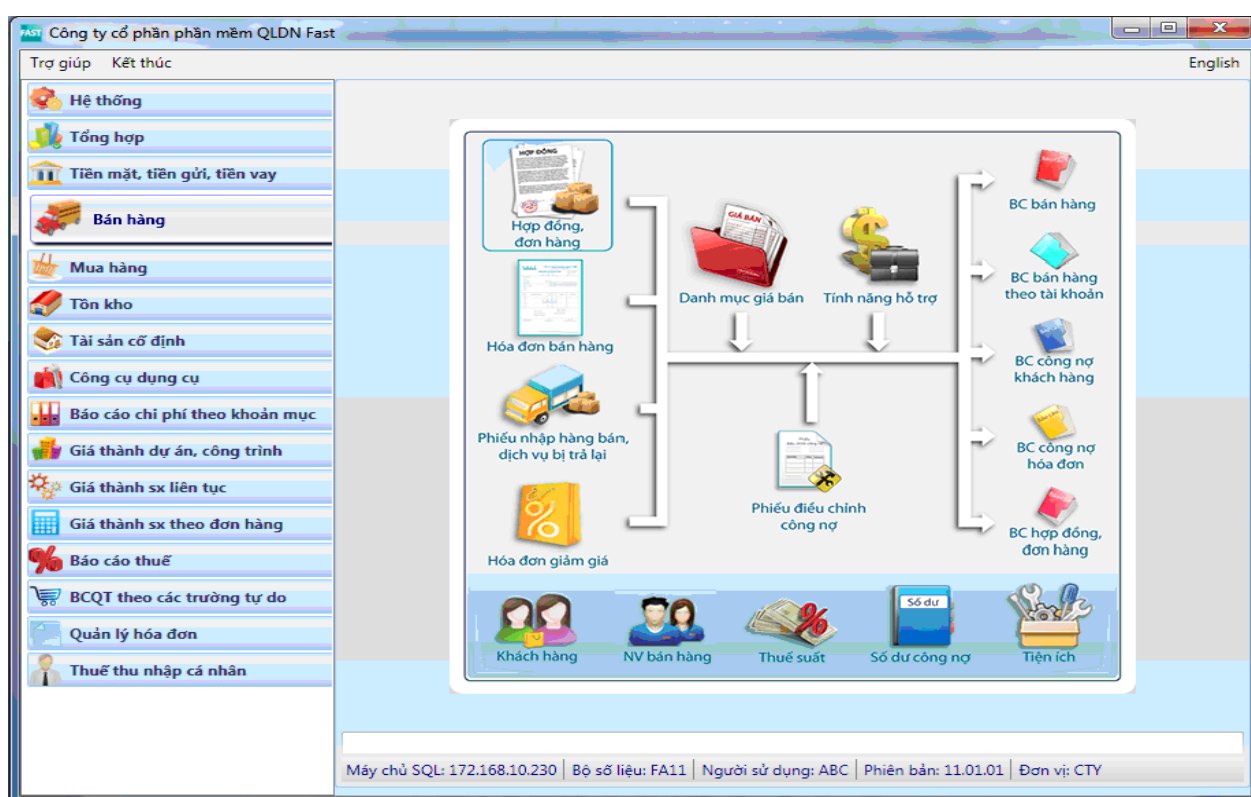 FAST Công ty cổ phần phần mềm QLDN Fast
Trợ giúp Kết thúc English
Hệ thống
Tổng hợp
Tiền mặt, tiền gửi, tiền vay
Bán hàng
Mua hàng
Tồn kho
Tài sản cố định
Công cụ dụng cụ
Báo cáo chi phí theo khoản mục
Giá thành dự án, công trình
Giá thành sx liên tục
Giá thành sx theo đơn hàng
Báo cáo thuế
BCQT theo các trường tự do
Quản lý hóa đơn
Thuế thu nhập cá nhân
HỢP ĐỒNG
Hợp đồng,
đơn hàng
Hóa đơn bán hàng
Phiếu nhập hàng bán,
dịch vụ bị trả lại
Hóa đơn giảm giá
GIÁ BÁN
Danh mục giá bán
Tính năng hỗ trợ
Phiếu điều chỉnh
công nợ
BC bán hàng
BC bán hàng
theo tài khoản
BC công nợ
khách hàng
BC công nợ
hóa đơn
BC hợp đồng,
đơn hàng
Khách hàng
NV bán hàng
Thuế suất
Số dư
Số dư công nợ
Tiện ích
Máy chủ SQL: 172.168.10.230 Bộ số liệu: FA11 Người sử dụng: ABC Phiên bản: 11.01.01 Đơn vị: CTY